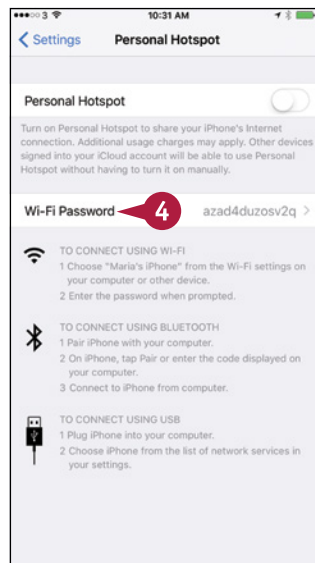 3 10:31 AM
Settings Personal Hotspot
Personal Hotspot
Turn on Personal Hotspot to share your iPhone's Internet
connection. Additional usage charges may apply. Other devices
signed into your iCloud account will be able to use Personal
Hotspot without having to turn it on manually.
Wi-Fi Password 4 azad4duzosv2q
TO CONNECT USING WI-FI
1 Choose "Maria's iPhone" from the Wi-Fi settings on
your computer or other device.
2 Enter the password when prompted.
TO CONNECT USING BLUETOOTH
1 Pair iPhone with your computer.
2 On iPhone, tap Pair or enter the code displayed on
your computer.
3 Connect to iPhone from computer.
TO CONNECT USING USB
1 Plug iPhone into your computer.
2 Choose iPhone from the list of network services in
your settings.